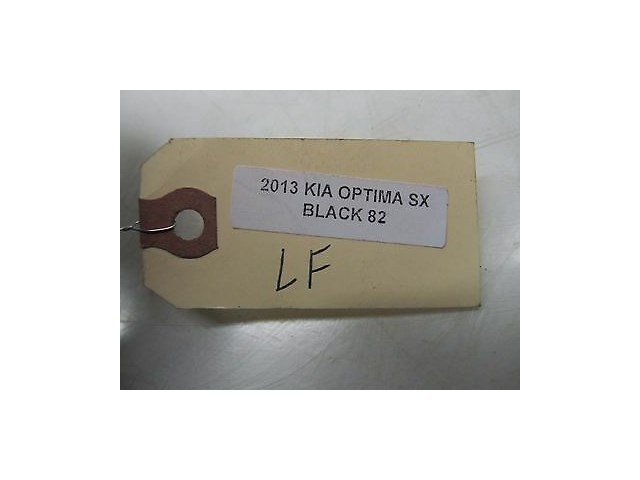 2013 KIA OPTIMA SX
BLACK 82
LF